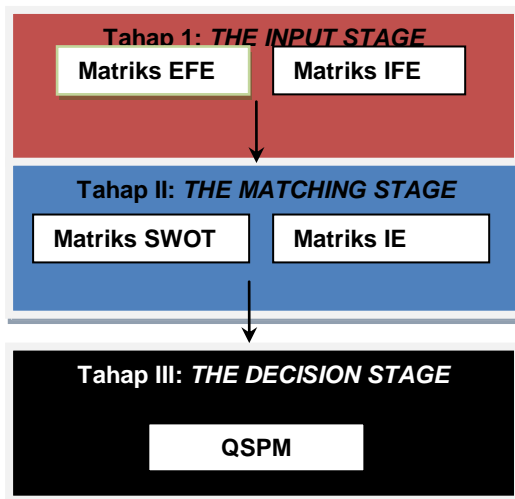 Tahap 1: THE INPUT STAGE
Matriks EFE
Matriks IFE
Tahap II: THE MATCHING STAGE
Matriks SWOT
Matriks IE
Tahap III: THE DECISION STAGE
QSPM